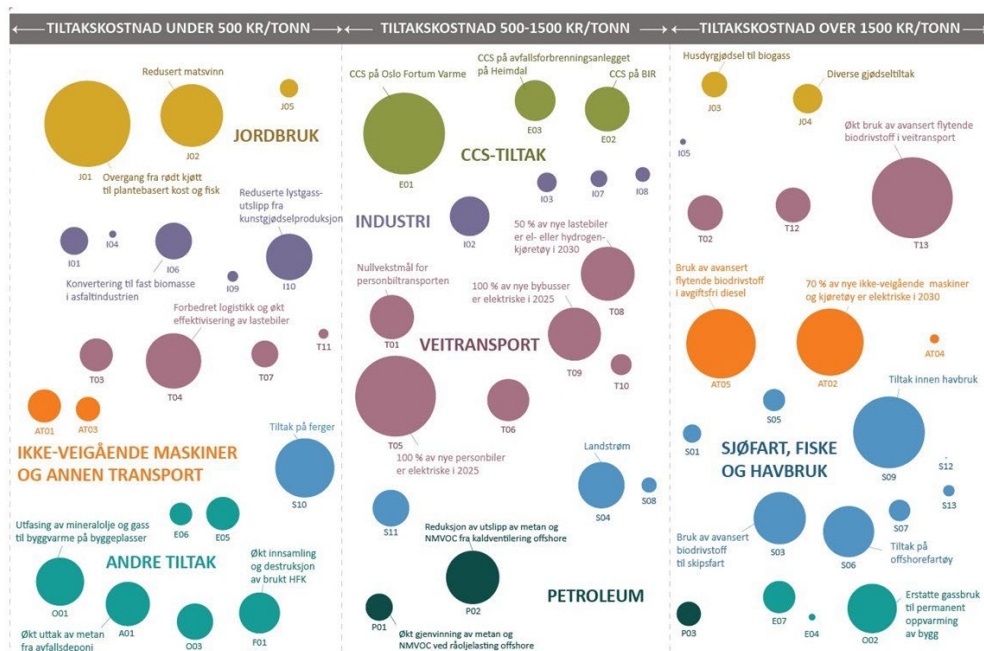 TILTAKSKOSTNAD UNDER 500 KR/TONN
TILTAKSKOSTNAD 500-1500 KR/TONN
TILTAKSKOSTNAD OVER 1500 KR/TONN
Redusert matsvinn
J05
J02
JORDBRUK
J01
Overgang fra rødt kjøtt
til plantebasert kost og fisk
Reduserte lystgass-
utslipp fra
kunstgjødselproduksjon
I01
I04
I06
I09
I10
Konvertering til fast biomasse
i asfaltindustrien
Forbedret logistikk og økt
effektivisering av lastebiler
T11
T03
T04
T07
AT01
AT03
IKKE-VEIGÅENDE MASKINER
OG ANNEN TRANSPORT
Tiltak på ferger
S10
Utfasing av mineralolje og gass
til byggvarme på byggeplasser
E06
E05
ANDRE TILTAK
Økt innsamling
og destruksjon
av brukt HFK
O01
A01
O03
F01
Økt uttak av metan
fra avfallsdeponi
CCS på Oslo Fortum Varme
CCS på
avfallsforbrenningsanlegget
på Heimdal
CCS på BIR
E03
E02
CCS-TILTAK
E01
I03
I07
I08
INDUSTRI
I02
50 % av nye lastebiler
er el- eller hydrogen-
kjøretøy i 2030
Nullvekstmål for
personbiltransporten
100 % av nye bybusser
er elektriske i 2025
T08
T01
VEITRANSPORT
T09
T10
T05
T06
100 % av nye personbiler
er elektriske i 2025
Landstrøm
S11
S04
S08
Reduksjon av utslipp av metan og
NMVOC fra kaldventilering offshore
P01
P02
PETROLEUM
Økt gjenvinning av metan og
NMVOC ved råoljelasting offshore
Husdyrgjødsel til biogass
Diverse gjødseltiltak
J03
J04
Økt bruk av avansert flytende
biodrivstoff i veitransport
I05
T02
T12
T13
Bruk av avansert
flytende biodrivstoff
i avgiftsfri diesel
70 % av nye ikke-veigående maskiner
og kjøretøy er elektriske i 2030
AT05
AT02
AT04
Tiltak innen havbruk
S05
S01
SJØFART, FISKE
OG HAVBRUK
S09
S12
S13
Bruk av avansert
biodrivstoff
til skipsfart
S03
S06
S07
Tiltak på
offshorefartøy
P03
E07
E04
O02
Erstatte gassbruk
til permanent
oppvarming
av bygg